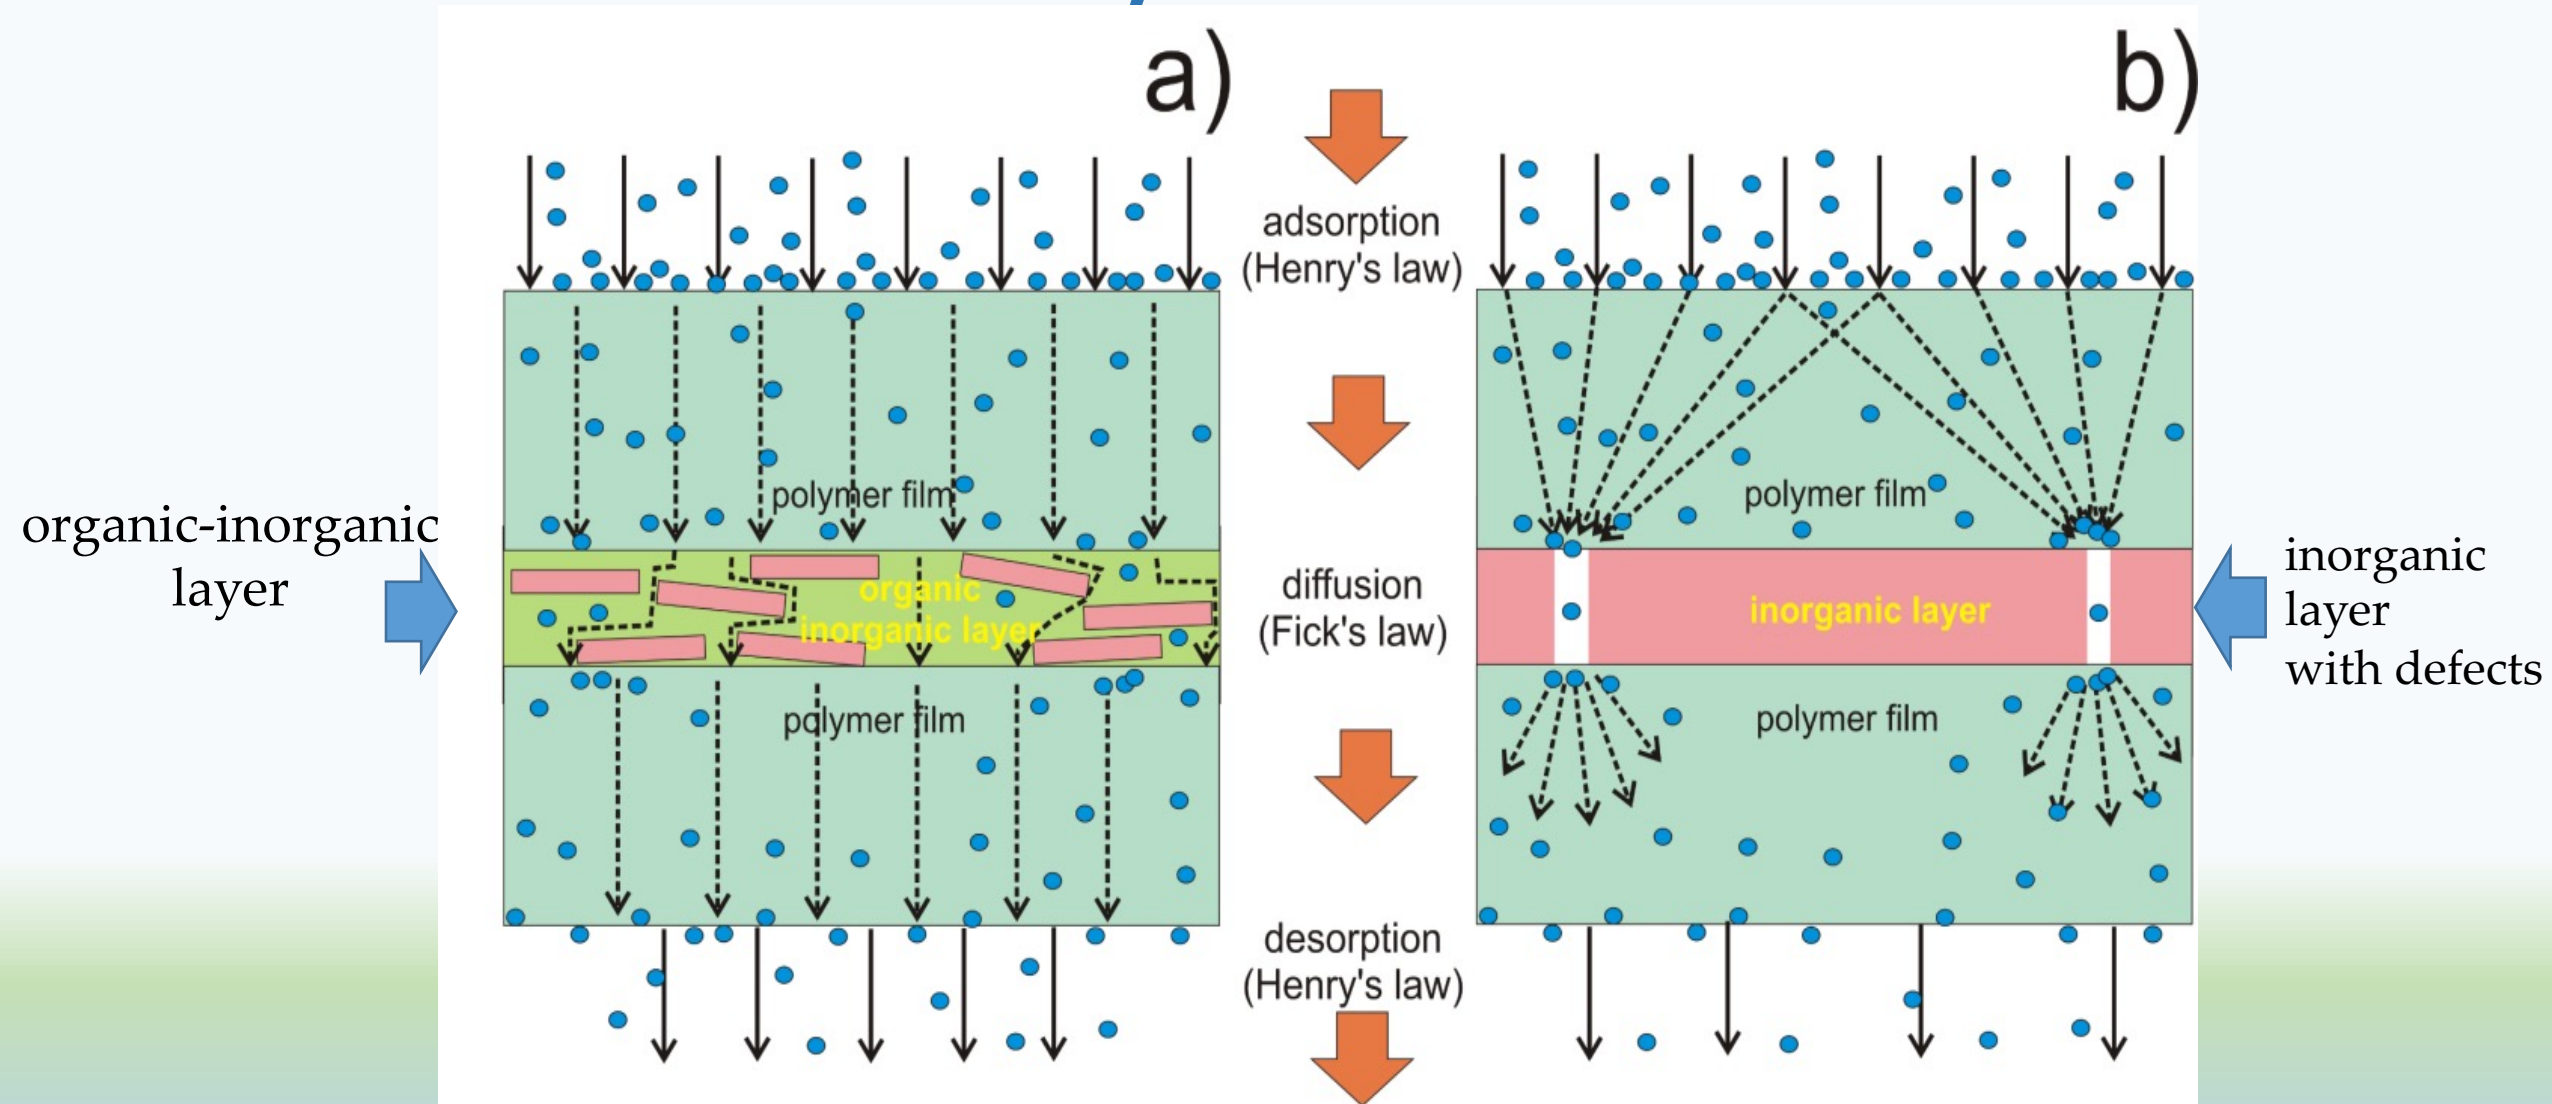 a)
b)
adsorption
(Henry's law)
polymer film
polymer film
organic-inorganic
layer
organic
inorganic layer
diffusion
(Fick's law)
inorganic layer
inorganic
layer
with defects
polymer film
polymer film
desorption
(Henry's law)